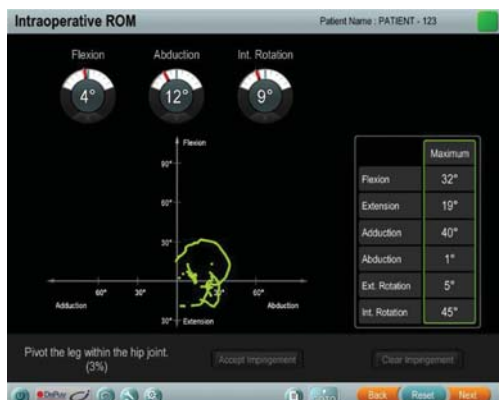 Intraoperative ROM
Patient Name : PATIENT - 123
Flexion Abduction Int. Rotation
4° 12° 9°
Flexion
90°
60°
30°
60° 30° 60°
Adduction Abduction
30° Extension
Maximum
Flexion 32°
Extension 19°
Adduction 40°
Abduction 1°
Ext. Rotation 5°
Int. Rotation 45°
Pivot the leg within the hip joint.
(3%)
Accept Impingement
Clear Impingement
DePuy
Back Reset Next